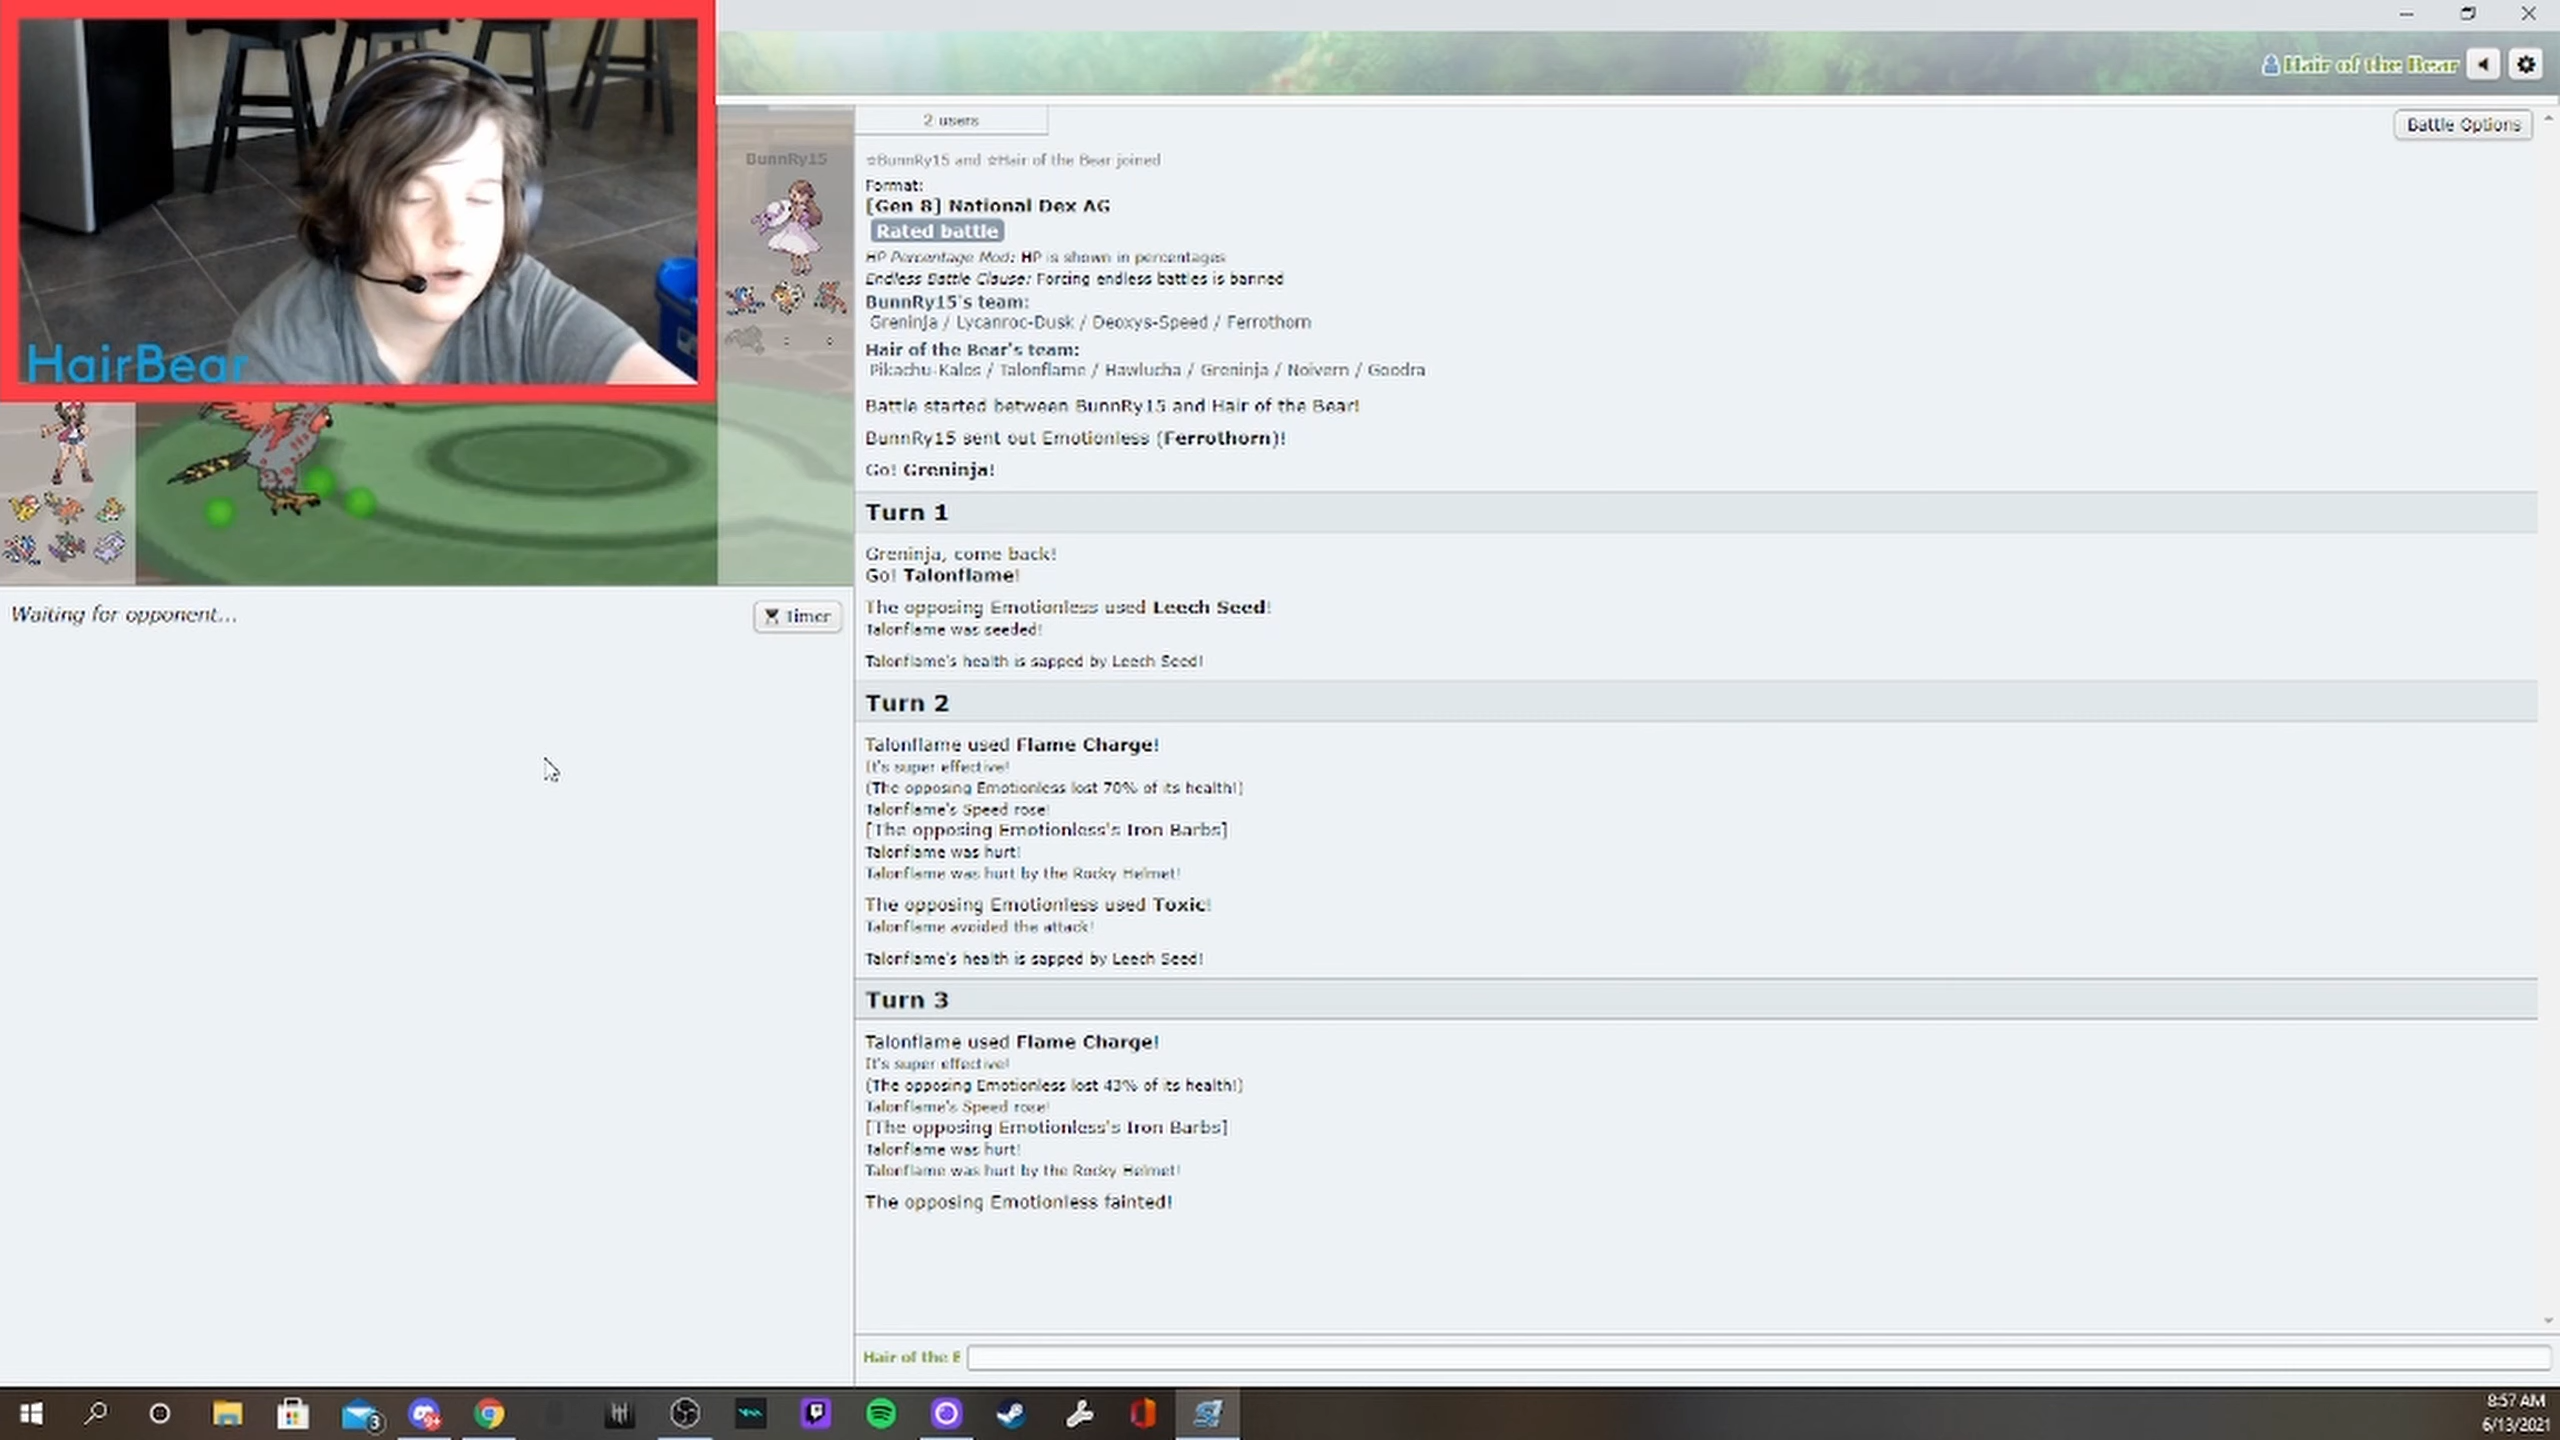 HairBear
Hair of the Bear
BunnRy15
2 users
Battle Options
☆BunnRy15 and ☆Hair of the Bear joined
Format:
[Gen 8] National Dex AG
Rated battle
HP Percentage Mod: HP is shown in percentages
Endless Battle Clause: Forcing endless battles is banned
BunnRy15's team:
Greninja / Lycanroc-Dusk / Deoxys-Speed / Ferrothorn
Hair of the Bear's team:
Pikachu-Kalos / Talonflame / Hawlucha / Greninja / Noivern / Goodra
Battle started between BunnRy15 and Hair of the Bear!
BunnRy15 sent out Emotionless (Ferrothorn)!
Go! Greninja!
Turn 1
Greninja, come back!
Go! Talonflame!
The opposing Emotionless used Leech Seed!
Talonflame was seeded!
Talonflame's health is sapped by Leech Seed!
Turn 2
Talonflame used Flame Charge!
It's super effective!
(The opposing Emotionless lost 70% of its health!)
Talonflame's Speed rose!
[The opposing Emotionless's Iron Barbs]
Talonflame was hurt!
Talonflame was hurt by the Rocky Helmet!
The opposing Emotionless used Toxic!
Talonflame avoided the attack!
Talonflame's health is sapped by Leech Seed!
Turn 3
Talonflame used Flame Charge!
It's super effective!
(The opposing Emotionless lost 43% of its health!)
Talonflame's Speed rose!
[The opposing Emotionless's Iron Barbs]
Talonflame was hurt!
Talonflame was hurt by the Rocky Helmet!
The opposing Emotionless fainted!
Waiting for opponent...
Timer
Hair of the B
3
9+
8:57 AM
6/13/2021